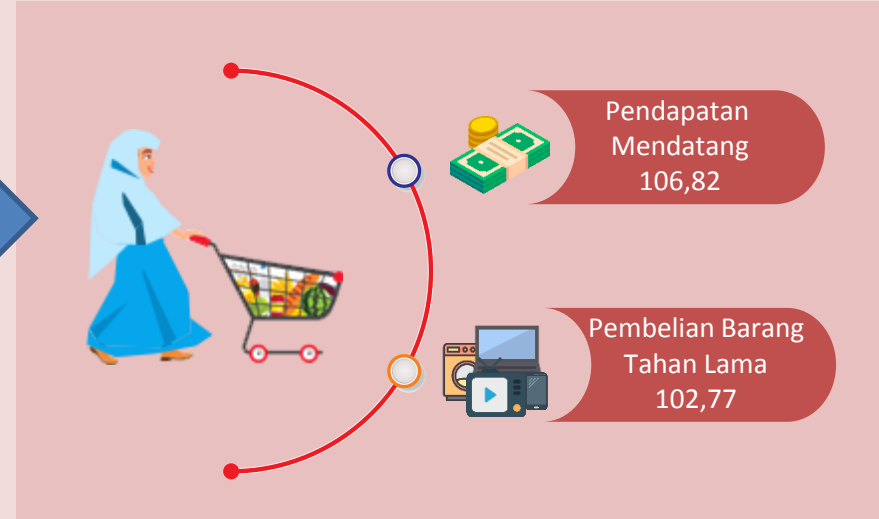 Pendapatan
Mendatang
106,82
Pembelian Barang
Tahan Lama
102,77